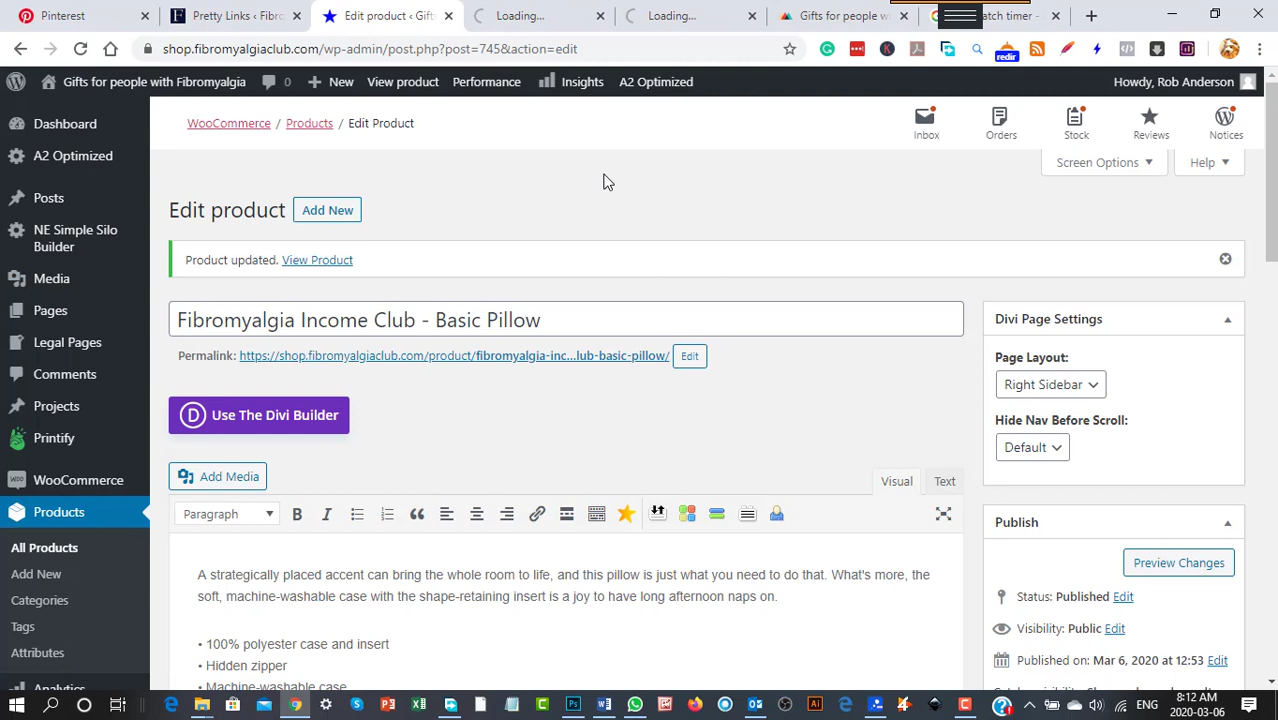 Pinterest
Pretty Links - Fibr
Edit product ‹ Gifts
Loading...
Loading...
Gifts for people w
atch timer -
shop.fibromyalgiaclub.com/wp-admin/post.php?post=745&action=edit
redir
Gifts for people with Fibromyalgia
0
New
View product
Performance
Insights
A2 Optimized
Howdy, Rob Anderson
WooCommerce / Products / Edit Product
Inbox
Orders
Stock
Reviews
Notices
Screen Options
Help
Dashboard
A2 Optimized
Posts
NE Simple Silo
Builder
Media
Pages
Legal Pages
Comments
Projects
Printify
WooCommerce
Products
All Products
Add New
Categories
Tags
Attributes
Analytics
Edit product
Add New
Product updated. View Product
Fibromyalgia Income Club - Basic Pillow
Permalink: https://shop.fibromyalgiaclub.com/product/fibromyalgia-inc...lub-basic-pillow/
Edit
Use The Divi Builder
Add Media
Visual
Text
Paragraph
A strategically placed accent can bring the whole room to life, and this pillow is just what you need to do that. What's more, the
soft, machine-washable case with the shape-retaining insert is a joy to have long afternoon naps on.
• 100% polyester case and insert
• Hidden zipper
• Machine-washable case
Divi Page Settings
Page Layout:
Right Sidebar
Hide Nav Before Scroll:
Default
Publish
Preview Changes
Status: Published Edit
Visibility: Public Edit
Published on: Mar 6, 2020 at 12:53 Edit
ENG
8:12 AM
2020-03-06